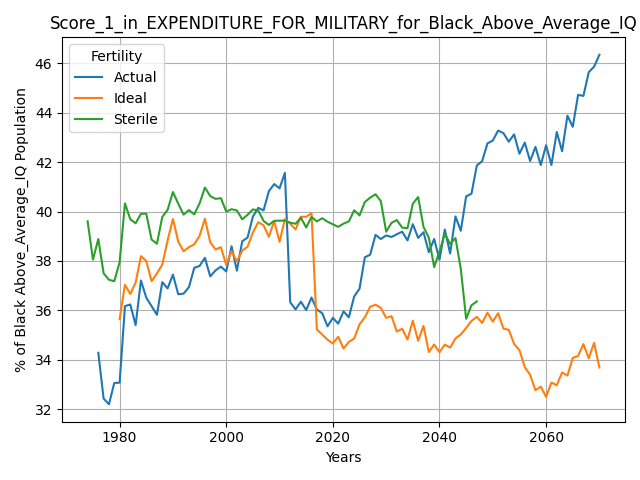 Score_1_in_EXPENDITURE_FOR_MILITARY_for_Black_Above_Average_IQ
Fertility
Actual
Ideal
Sterile
% of Black Above_Average_IQ Population
46
44
42
40
38
36
34
32
1980
2000
2020
2040
2060
Years